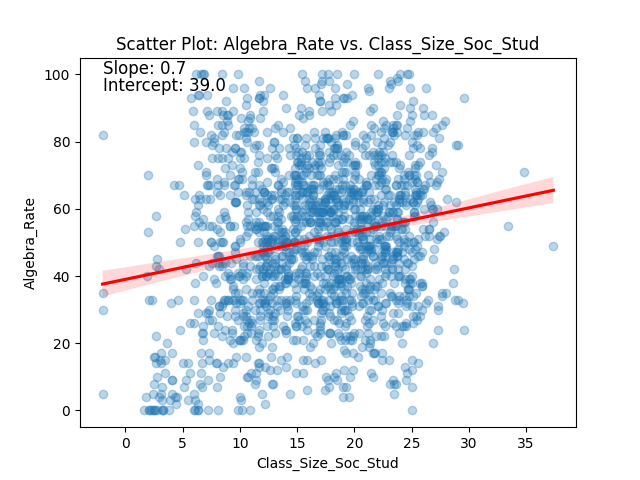 Scatter Plot: Algebra_Rate vs. Class_Size_Soc_Stud
Slope: 0.7
Intercept: 39.0
100
80
60
40
20
0
Algebra_Rate
0 5 10 15 20 25 30 35
Class_Size_Soc_Stud